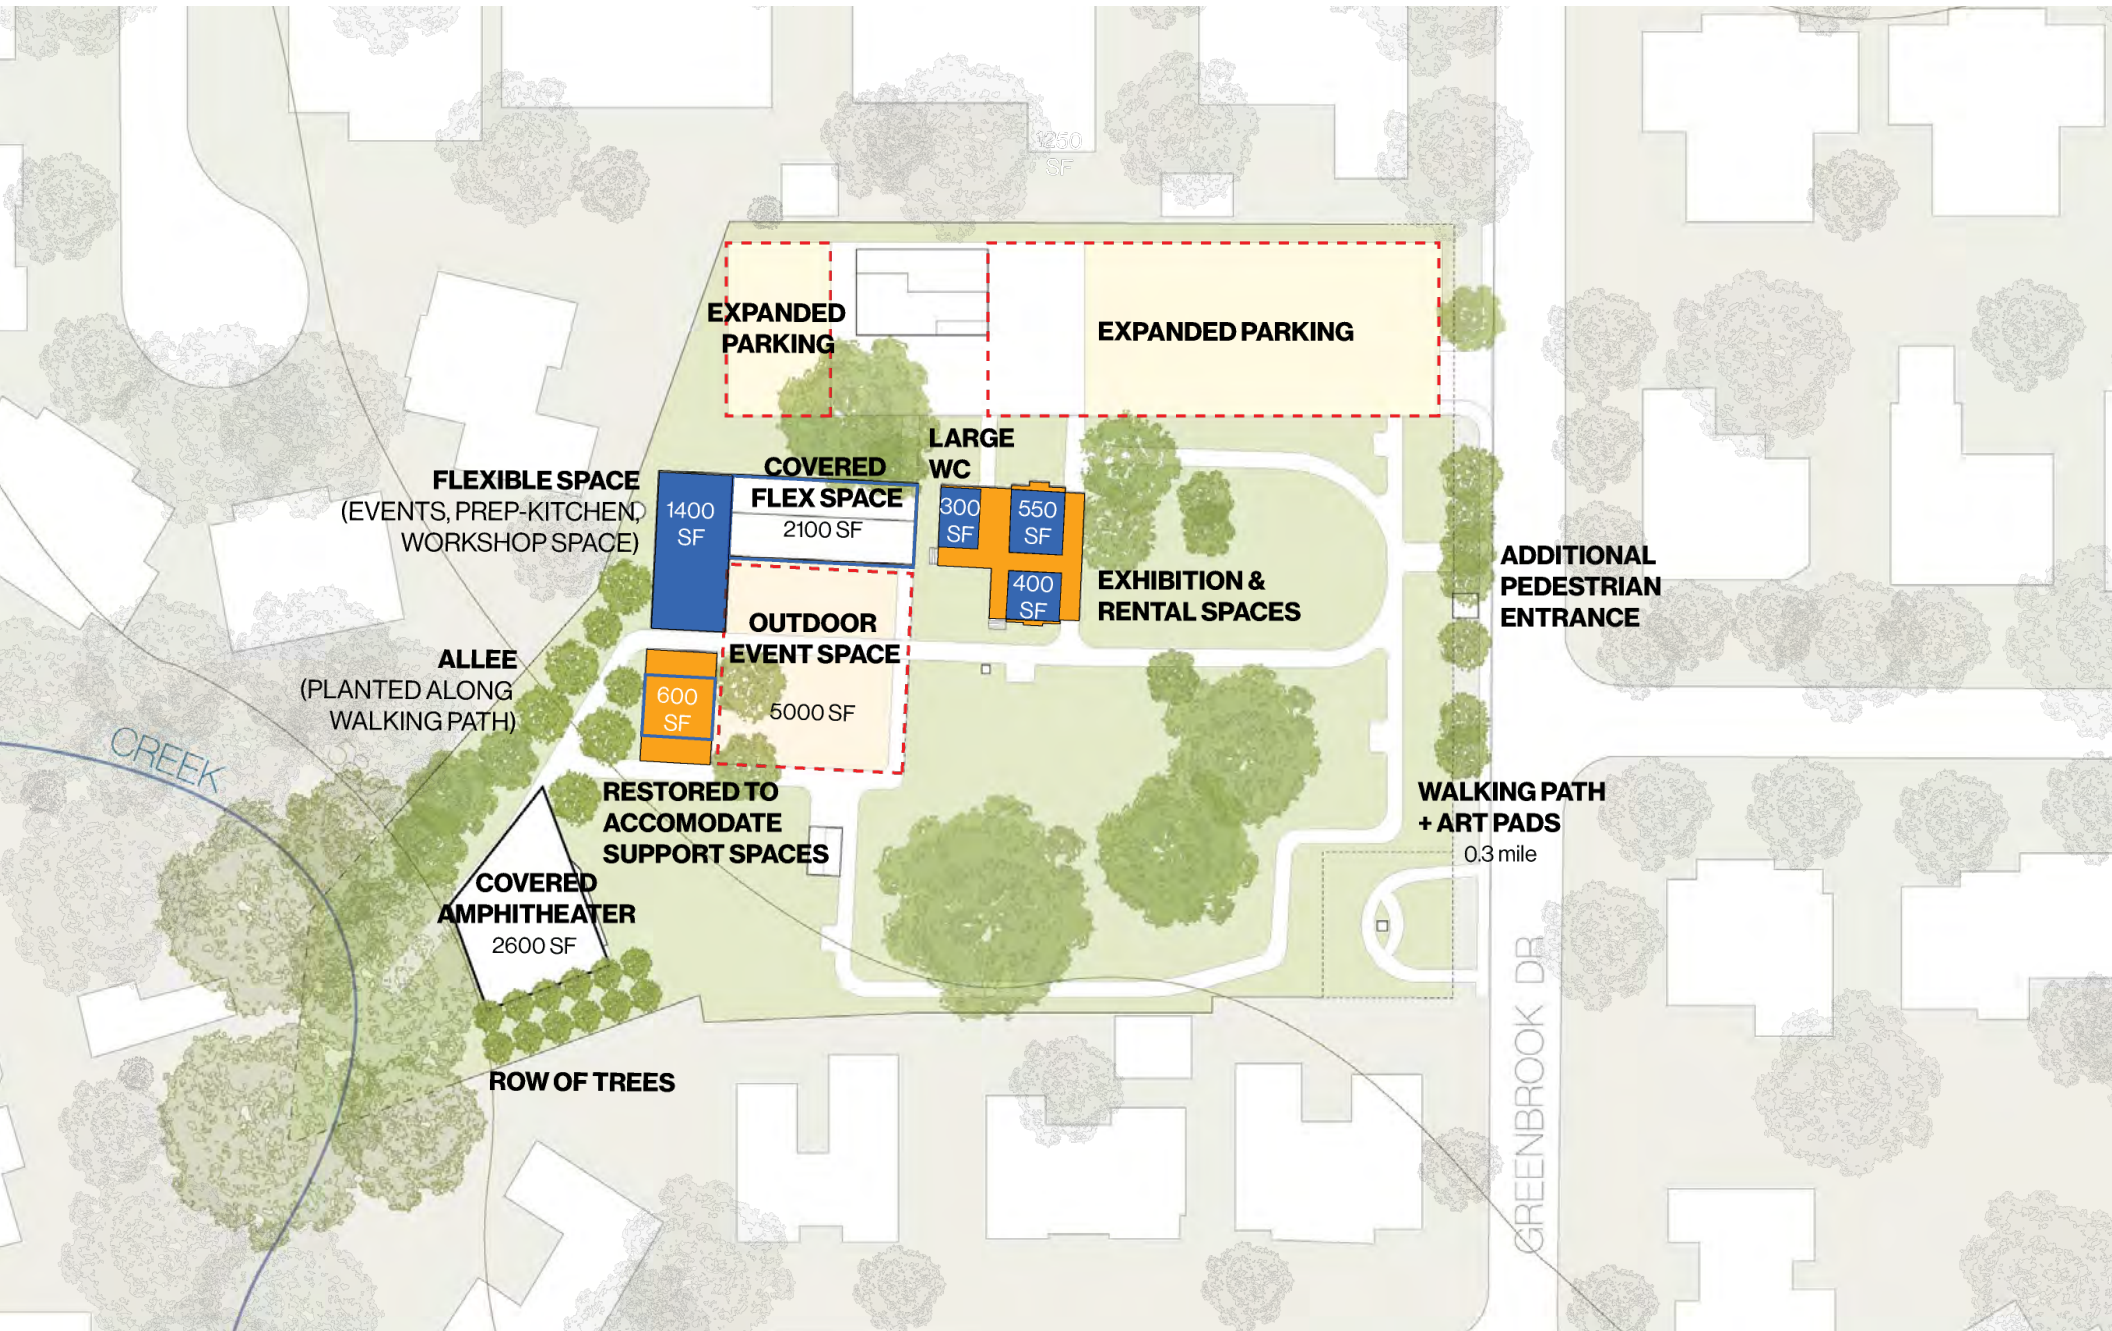 1250
SF
EXPANDED
PARKING
EXPANDED PARKING
LARGE
WC
COVERED
FLEX SPACE
2100 SF
FLEXIBLE SPACE
(EVENTS, PREP-KITCHEN,
WORKSHOP SPACE)
1400
SF
300
SF
550
SF
400
SF
EXHIBITION &
RENTAL SPACES
ADDITIONAL
PEDESTRIAN
ENTRANCE
OUTDOOR
EVENT SPACE
5000 SF
ALLEE
(PLANTED ALONG
WALKING PATH)
600
SF
CREEK
RESTORED TO
ACCOMODATE
SUPPORT SPACES
WALKING PATH
+ ART PADS
0.3 mile
COVERED
AMPHITHEATER
2600 SF
ROW OF TREES
GREENBROOK DR